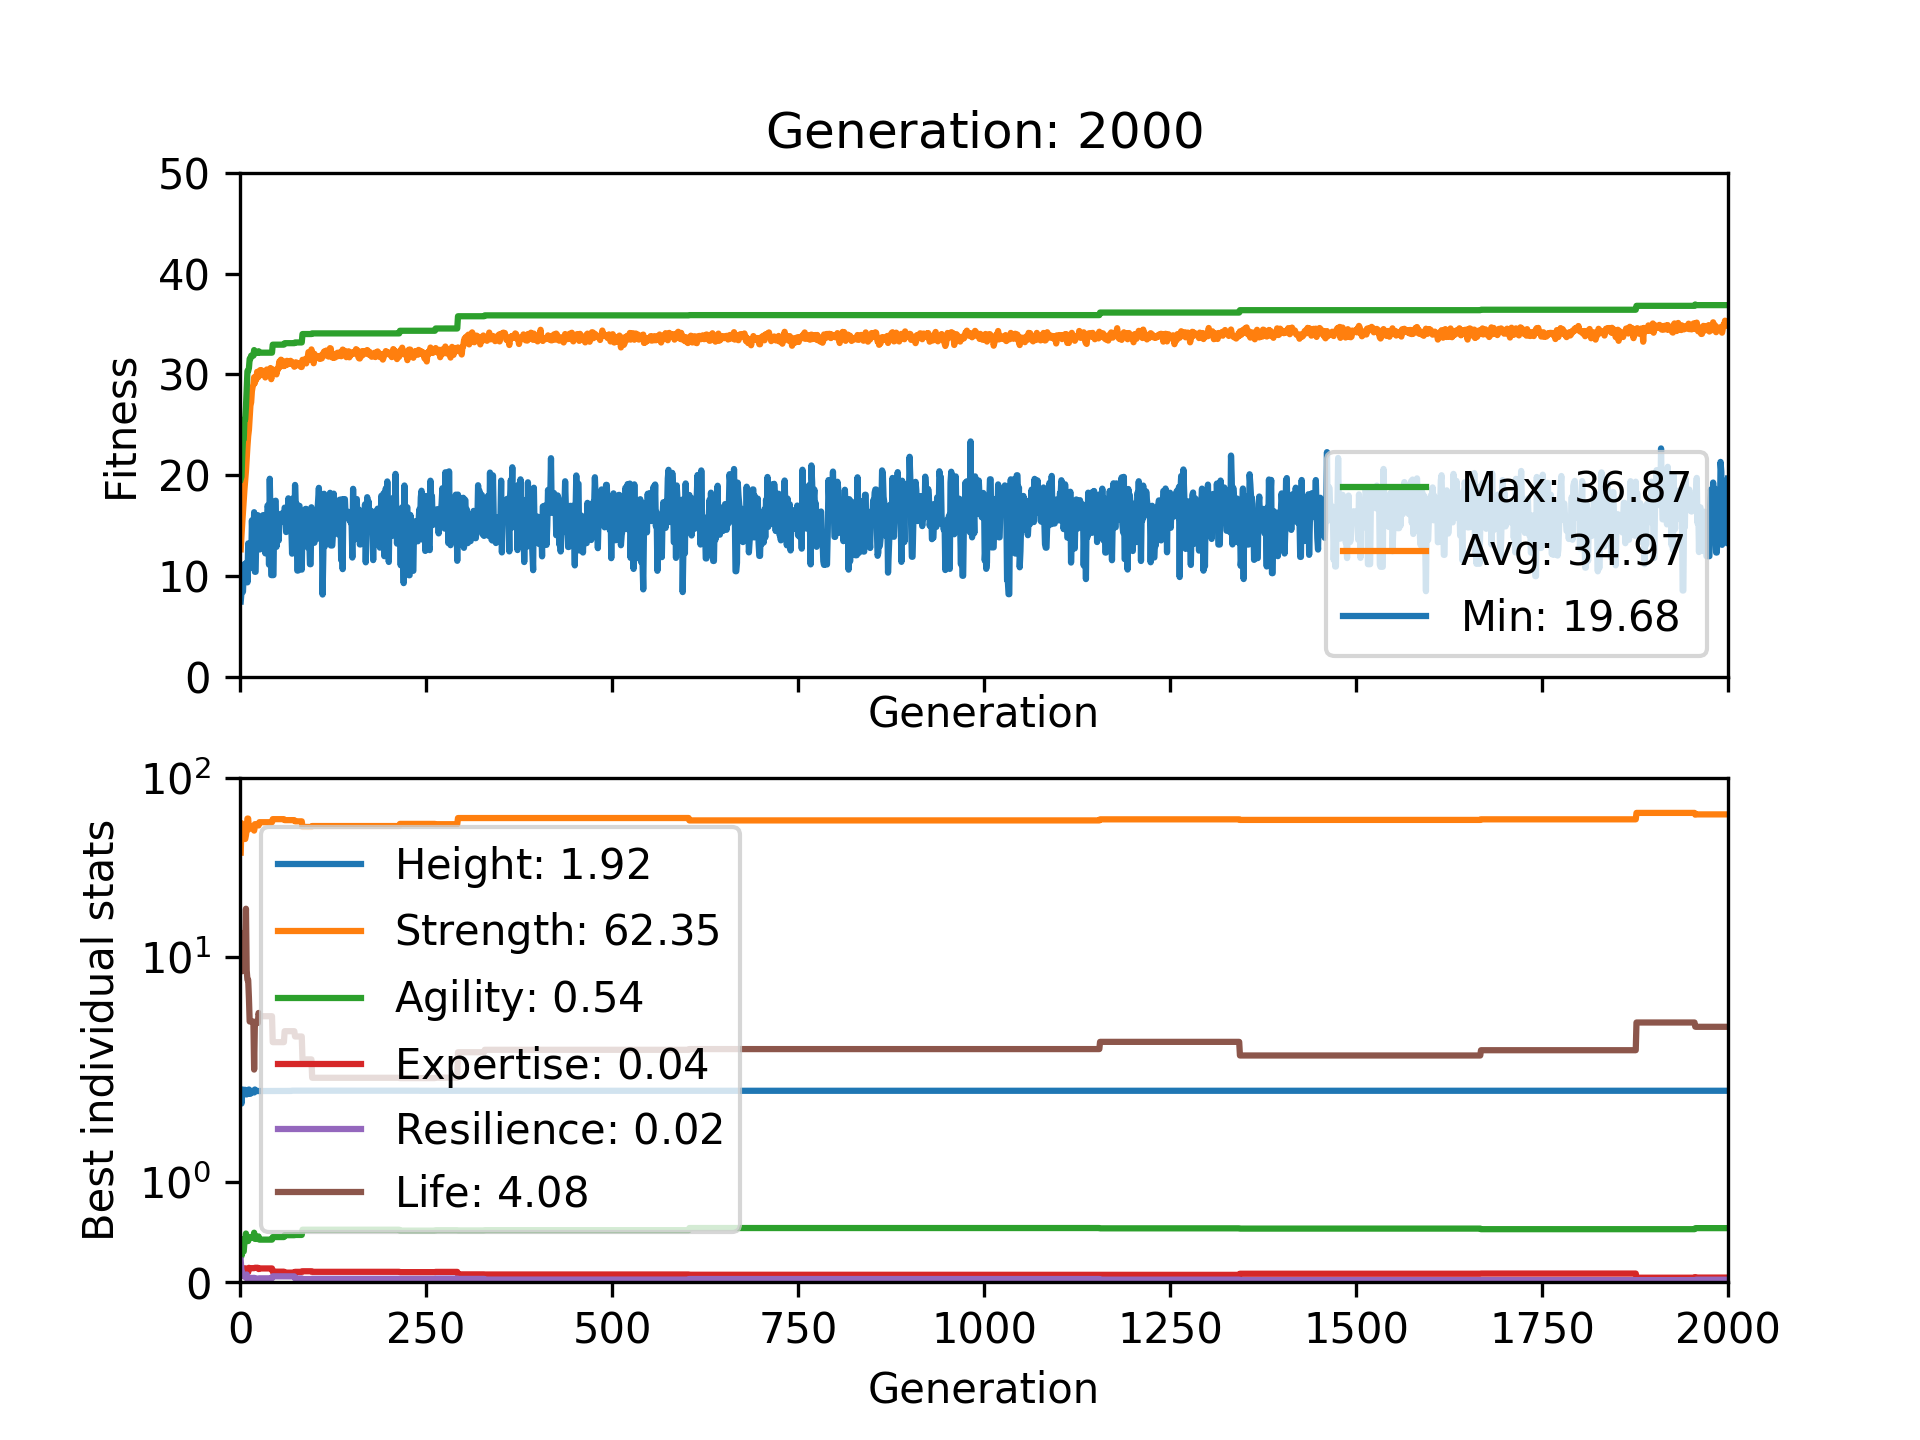 Generation: 2000
50
40
30
20
10
0
Fitness
Max: 36.87
Avg: 34.97
Min: 19.68
Generation
10²
10¹
10⁰
0
Best individual stats
Height: 1.92
Strength: 62.35
Agility: 0.54
Expertise: 0.04
Resilience: 0.02
Life: 4.08
0 250 500 750 1000 1250 1500 1750 2000
Generation